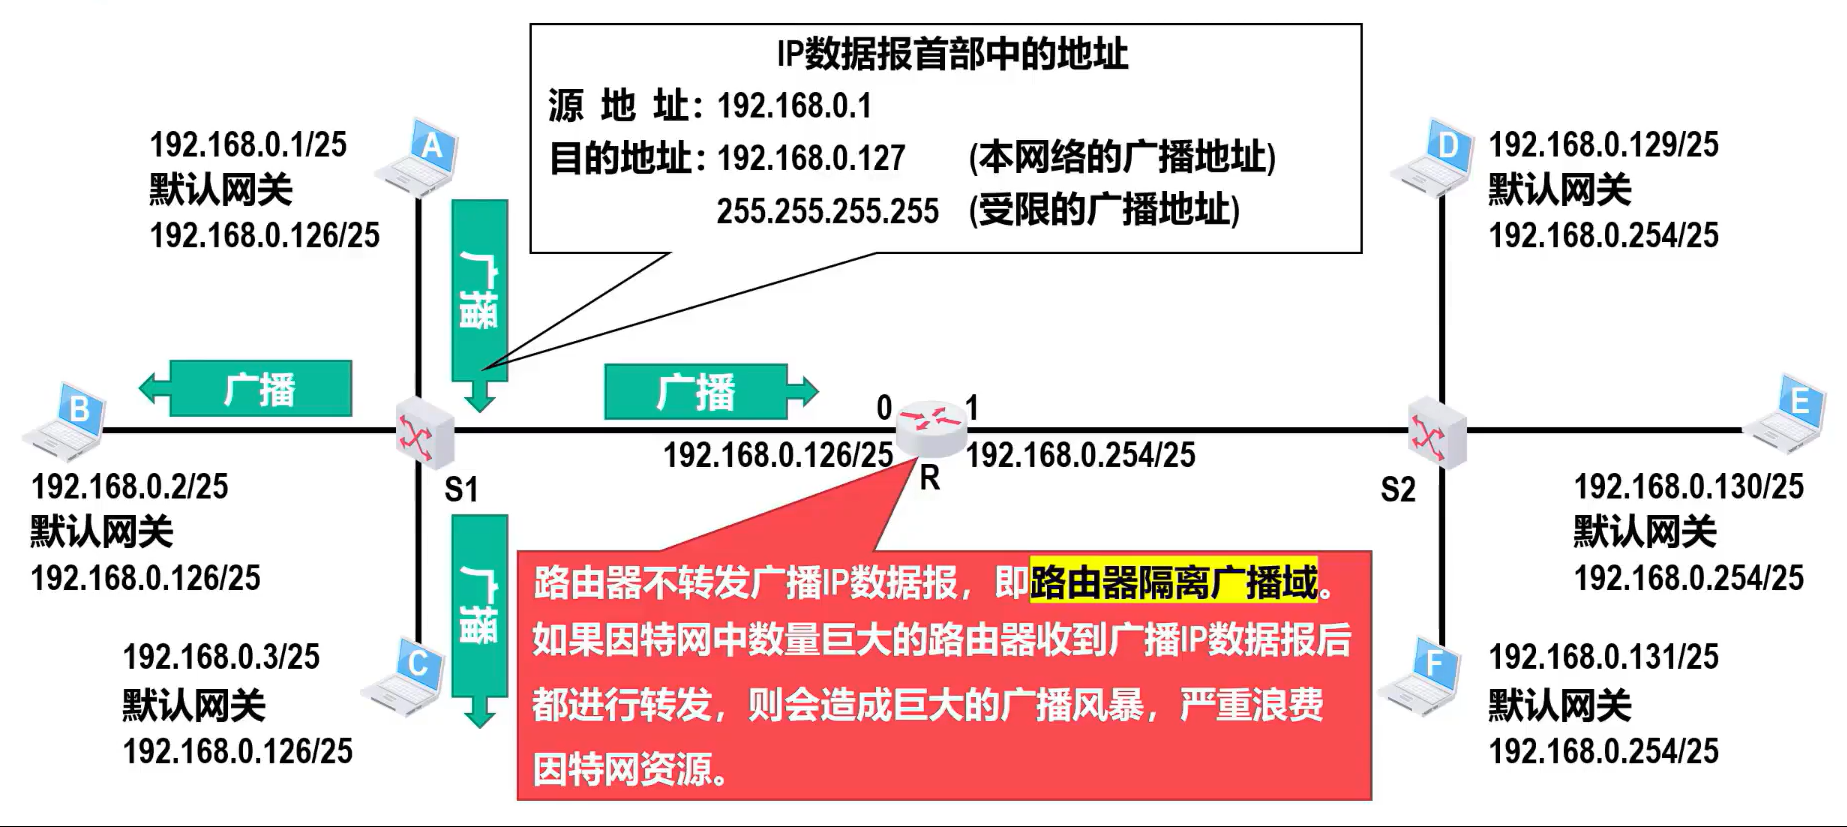 IP数据报首部中的地址
源 地 址：192.168.0.1
目的地址：192.168.0.127 (本网络的广播地址)
255.255.255.255 (受限的广播地址)
A
192.168.0.1/25
默认网关
192.168.0.126/25
广播
D
192.168.0.129/25
默认网关
192.168.0.254/25
B
广播
广播
0
1
E
192.168.0.126/25
192.168.0.254/25
R
S1
S2
192.168.0.2/25
默认网关
192.168.0.126/25
192.168.0.130/25
默认网关
192.168.0.254/25
广播
路由器不转发广播IP数据报，即路由器隔离广播域。
如果因特网中数量巨大的路由器收到广播IP数据报后
都进行转发，则会造成巨大的广播风暴，严重浪费
因特网资源。
C
192.168.0.3/25
默认网关
192.168.0.126/25
F
192.168.0.131/25
默认网关
192.168.0.254/25